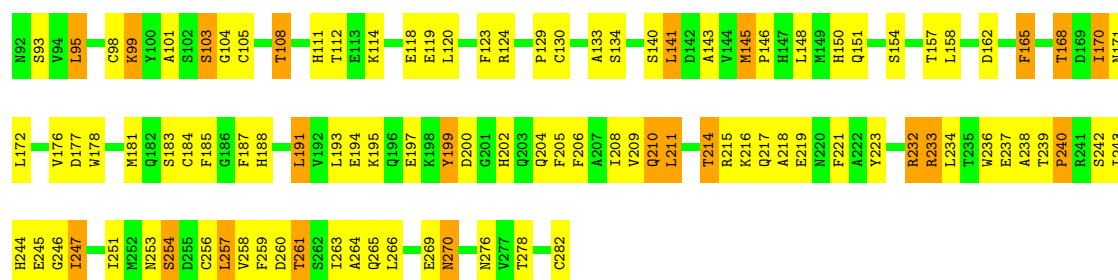 N92 S93 V94 L95 C98 K99 Y100 A101 S102 S103 G104 C105 T108 H111 T112 E113 K114 E118 E119 L120 F123 R124 P129 C130 A133 S134 S140 L141 D142 A143 V144 M145 P146 H147 L148 M149 H150 Q151 S154 T157 L158 D162 F165 T168 D169 I170 N171
L172 V176 D177 W178 M181 Q182 S183 C184 F185 G186 F187 H188 L191 V192 L193 E194 K195 Q196 E197 K198 Y199 D200 G201 H202 Q203 Q204 F205 F206 A207 T208 V209 Q210 L211 T214 R215 K216 Q217 A218 E219 N220 F221 A222 Y223 R232 R233 L234 T235 W236 E237 A238 T239 P240 R241 S242
H244 E245 G246 I247 I251 M252 N253 S254 D255 C256 L257 V258 F259 D260 T261 S262 I263 A264 Q265 L266 E269 N270 N276 V277 T278 C282